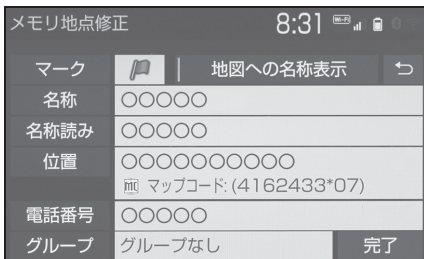 メモリ地点修正 8:31 Wi-Fi
マーク 地図への名称表示
名称 ○○○○○
名称読み ○○○○○
位置 ○○○○○○○○○○
マップコード: (4162433*07)
電話番号 ○○○○○
グループ グループなし 完了